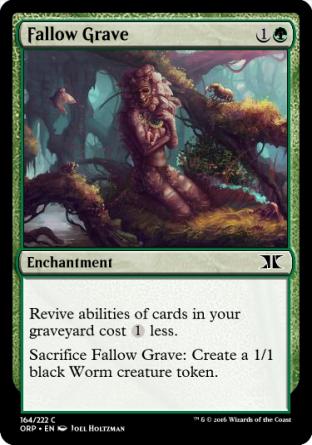 Fallow Grave 1
Enchantment
Revive abilities of cards in your
graveyard cost 1 less.
Sacrifice Fallow Grave: Create a 1/1
black Worm creature token.
164/222 C
ORP • EN Joel Holtzman
™ & © 2016 Wizards of the Coast